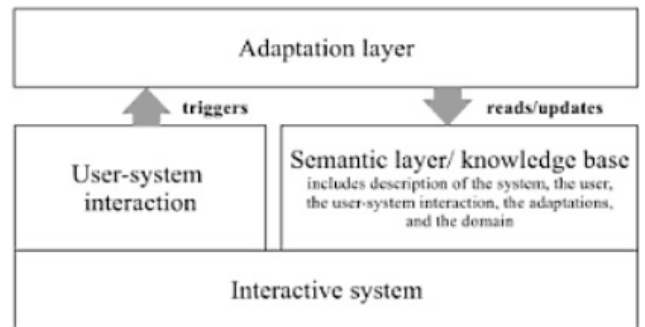 Adaptation layer
triggers
reads/updates
User-system
interaction
Semantic layer/ knowledge base
includes description of the system, the user,
the user-system interaction, the adaptations,
and the domain
Interactive system